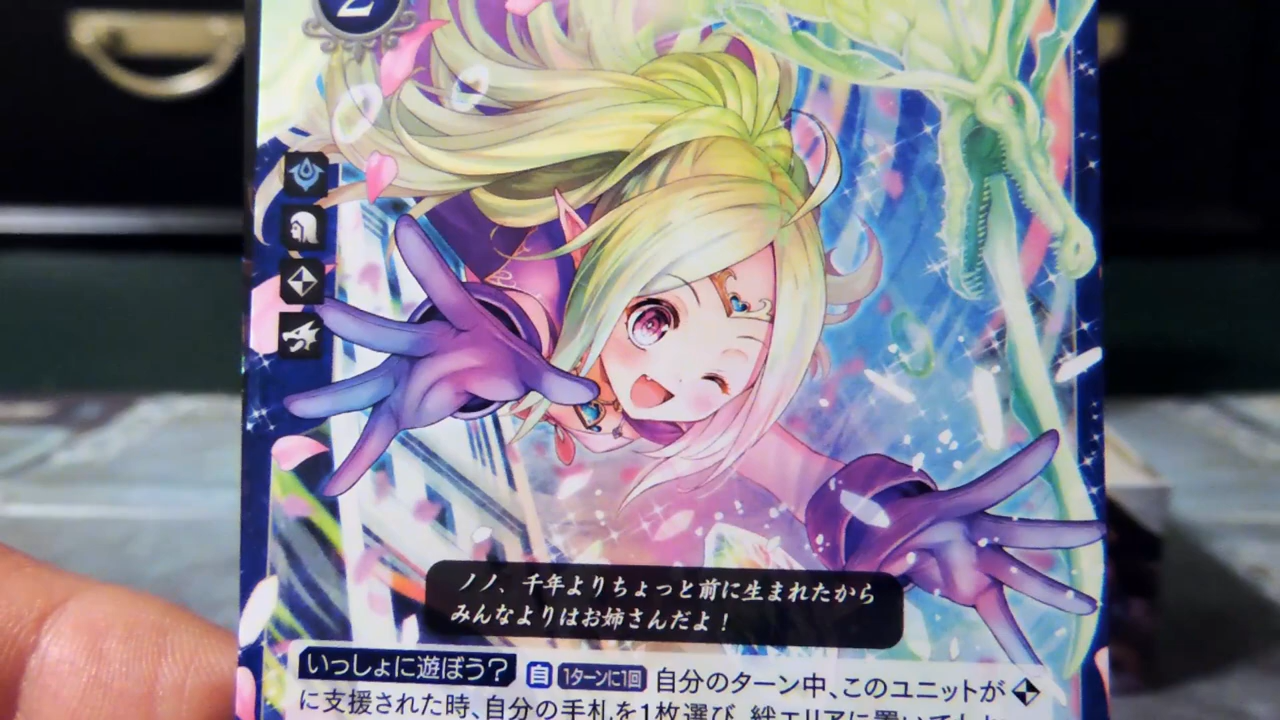 2
ノノ、千年よりちょっと前に生まれたから
みんなよりはお姉さんだよ！
いっしょに遊ぼう？ 自 1ターンに1回 自分のターン中、このユニットが
に支援された時、自分の手札を1枚選び、絆エリアに置いてもよ